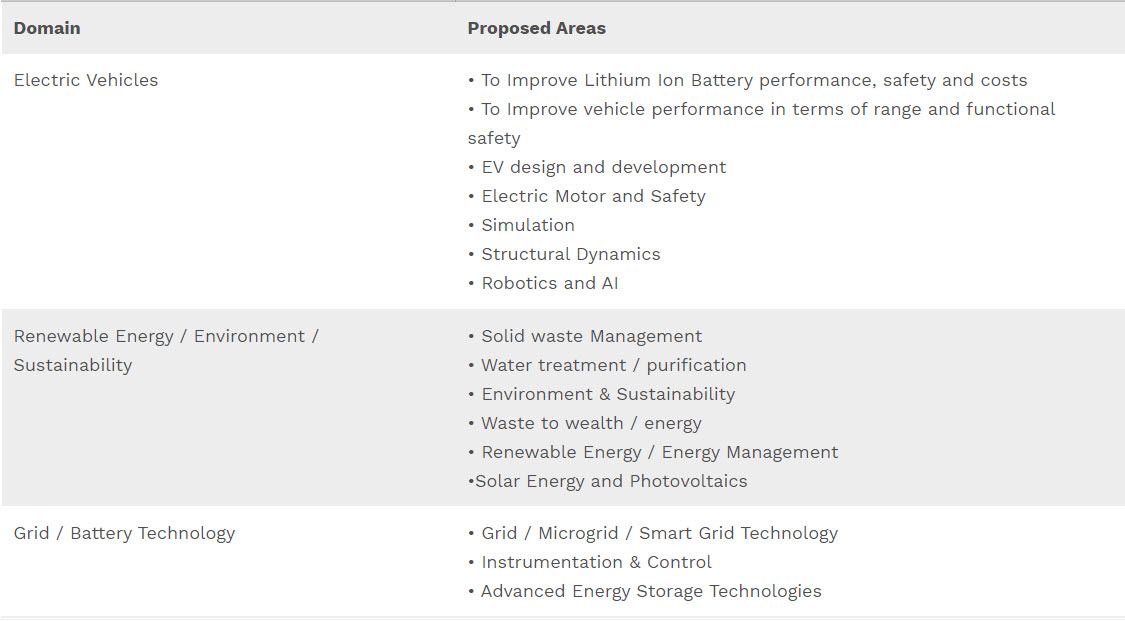 Domain
Proposed Areas
Electric Vehicles
• To Improve Lithium Ion Battery performance, safety and costs
• To Improve vehicle performance in terms of range and functional
safety
• EV design and development
• Electric Motor and Safety
• Simulation
• Structural Dynamics
• Robotics and AI
Renewable Energy / Environment /
Sustainability
• Solid waste Management
• Water treatment / purification
• Environment & Sustainability
• Waste to wealth / energy
• Renewable Energy / Energy Management
•Solar Energy and Photovoltaics
Grid / Battery Technology
• Grid / Microgrid / Smart Grid Technology
• Instrumentation & Control
• Advanced Energy Storage Technologies